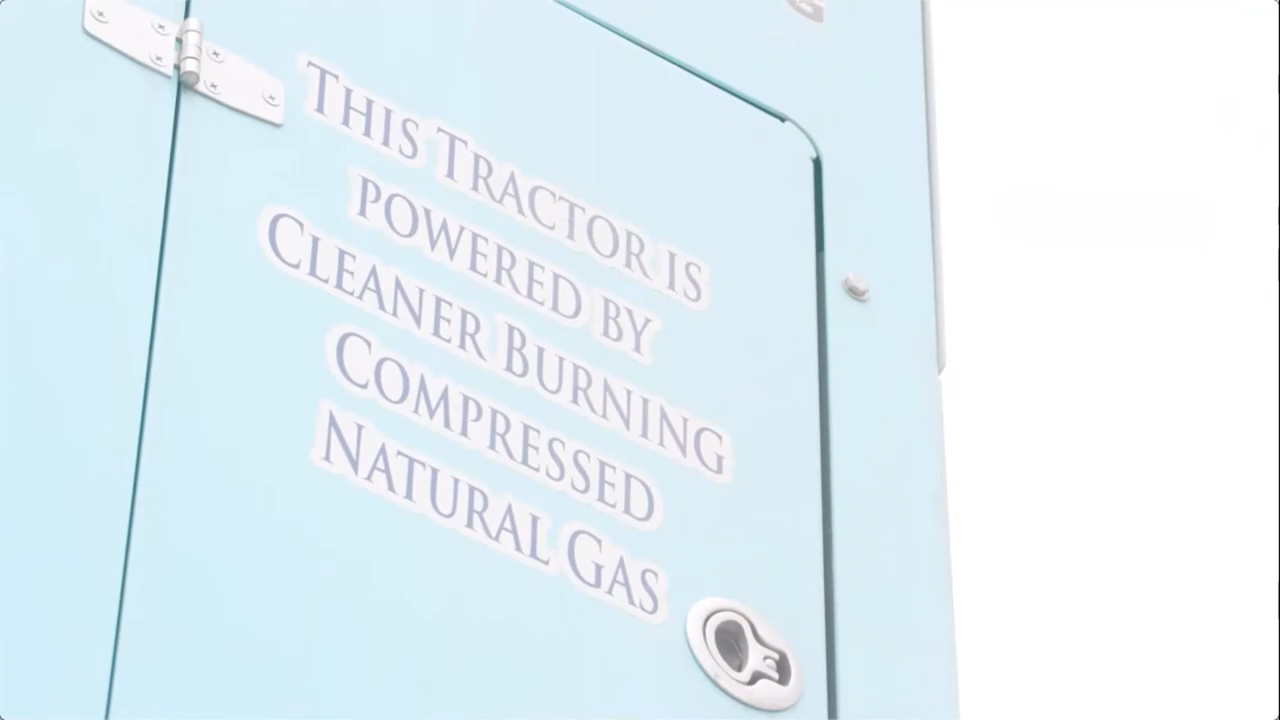 This Tractor is
powered by
Cleaner Burning
Compressed
Natural Gas